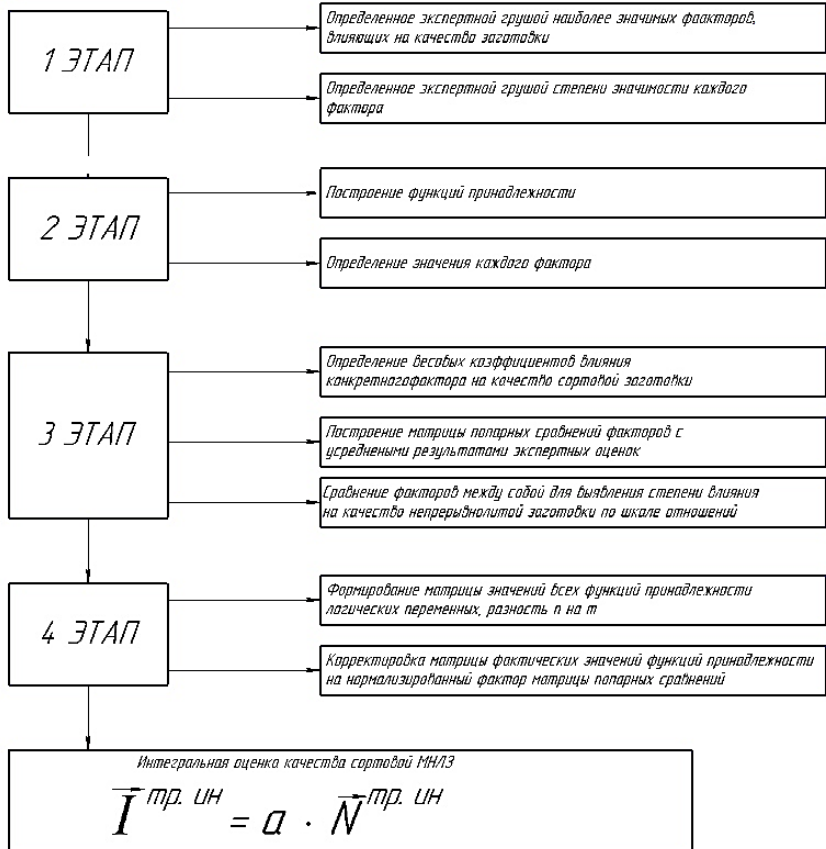 1 ЭТАП
Определенное экспертной грушой наиболее значимых фаакторов,
влияющих на качество заготовки
Определенное экспертной грушой степени значимости каждого
фактора
2 ЭТАП
Построение функций принадлежности
Определение значения каждого фактора
3 ЭТАП
Определение весовых коэффициентов влияния
конкретнагофактора на качество сортовой заготовки
Построение матрицы попарных сравнений факторов с
усреднеными результатами экспертных оценок
Сравнение факторов между собой для выявления степени влияния
на качество непрерывнолитой заготовки по шкале отношений
4 ЭТАП
Формирование матрицы значений всех функций принадлежности
лагических переменных, разность n на m
Корректировка матрицы фактических значений функций принадлежности
на нормализированный фактор матрицы попарных сравнений
Интегральная оценка качества сортовой МНЛЗ
I тр. ин = а · N тр. ин